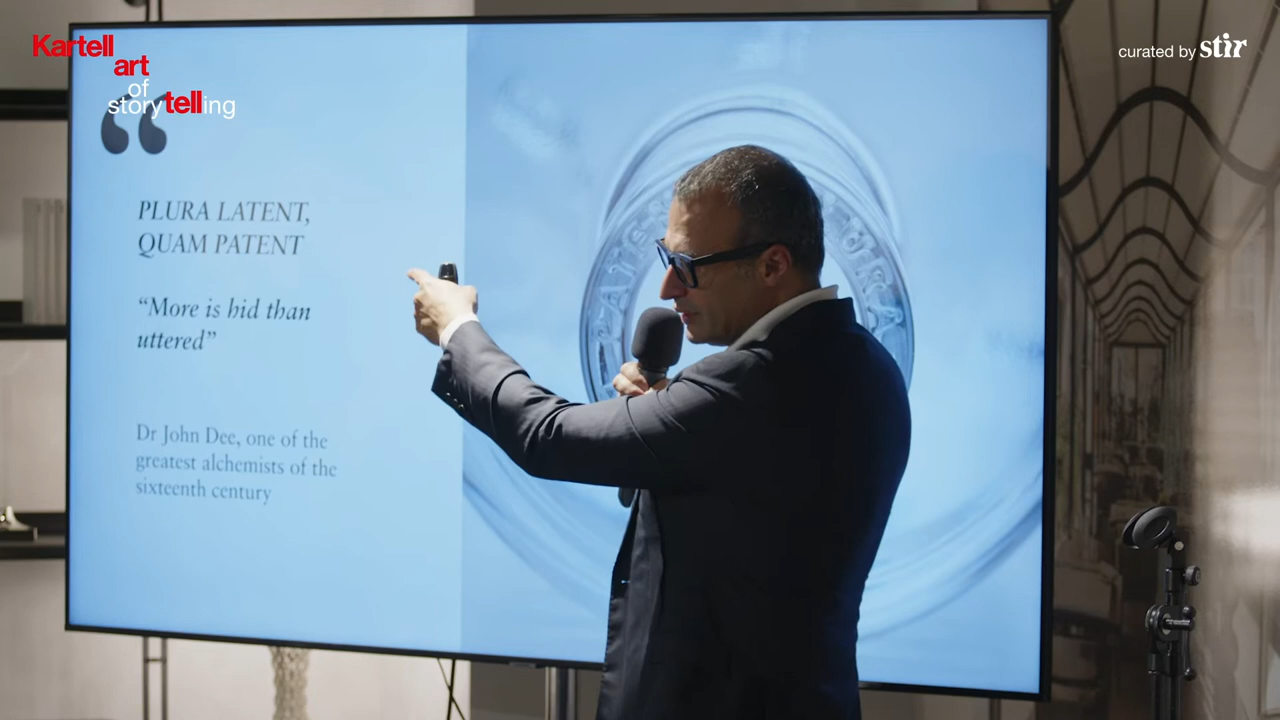 Kartell
art
of
storytelling
curated by stir
“
PLURA LATENT,
QUAM PATENT
“More is hid than
uttered”
Dr John Dee, one of the
greatest alchemists of the
sixteenth century